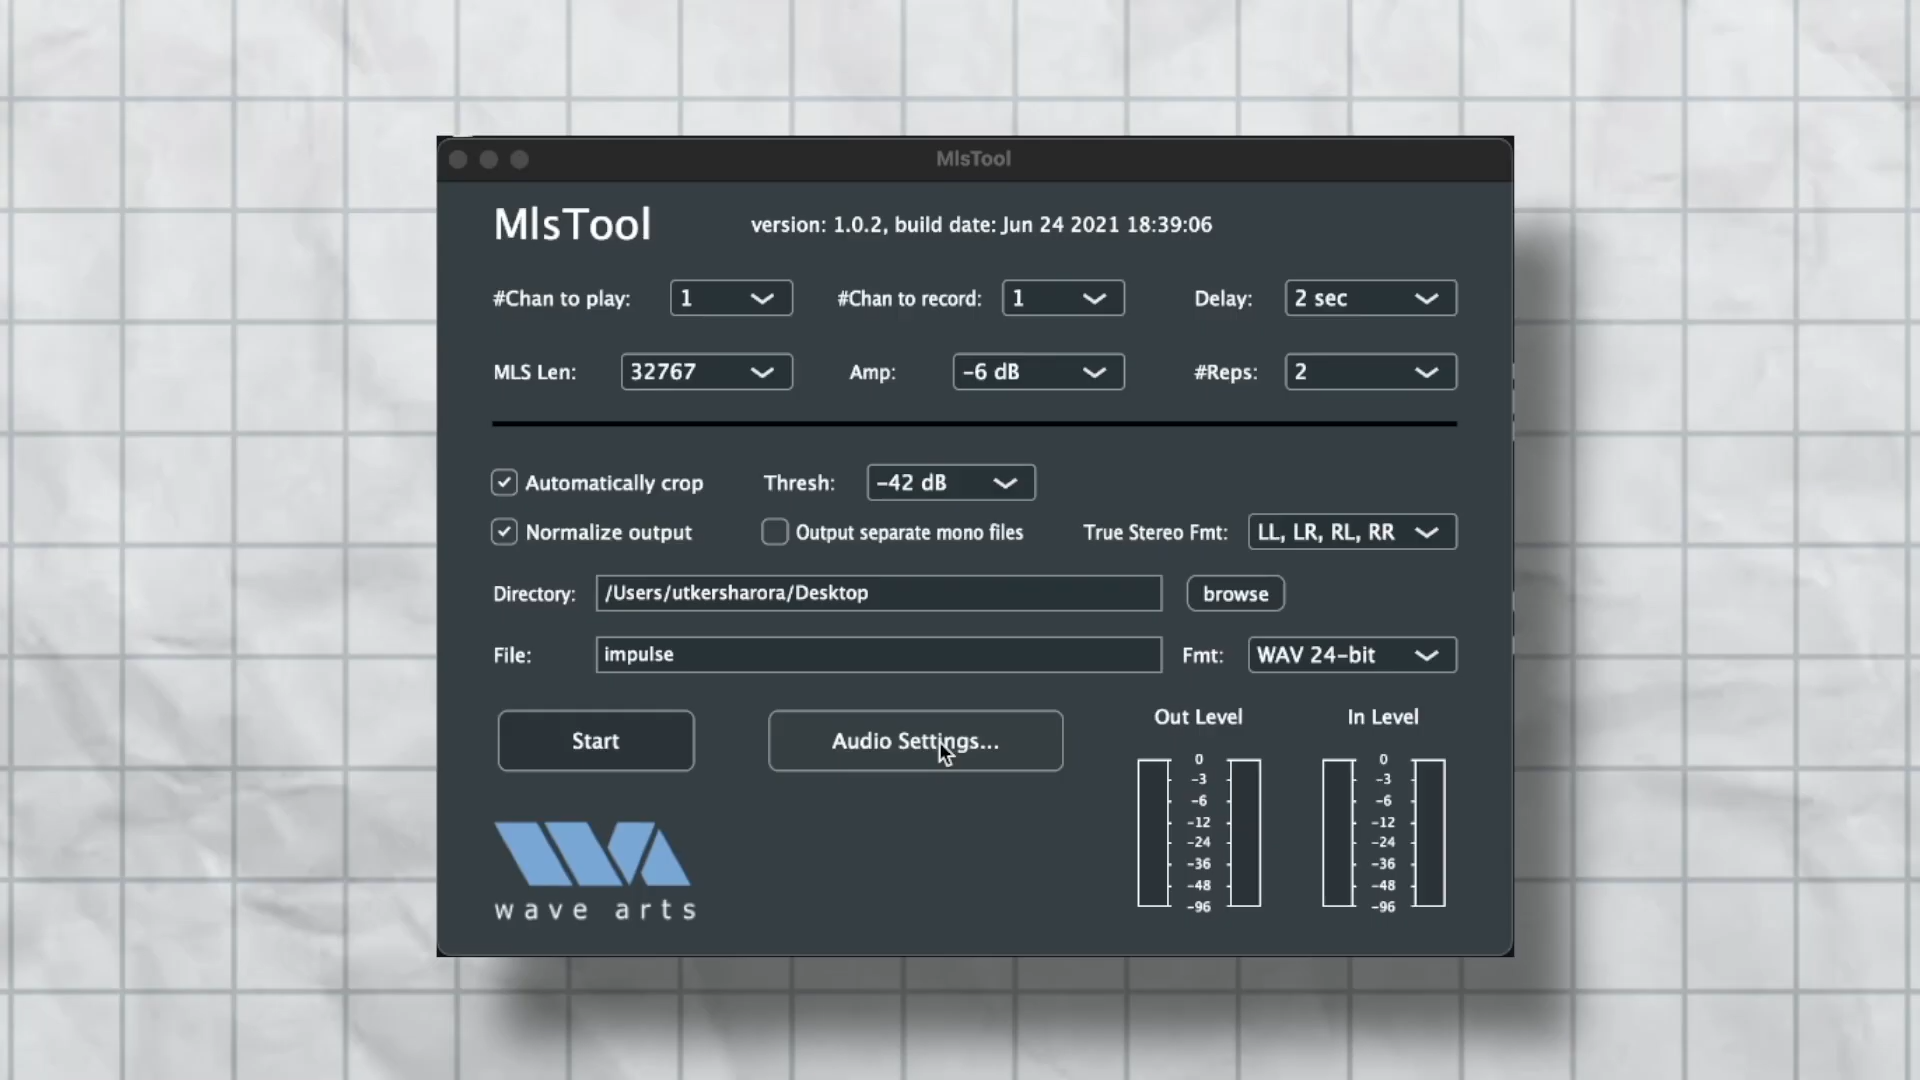 MlsTool
MlsTool version: 1.0.2, build date: Jun 24 2021 18:39:06
#Chan to play: 1 #Chan to record: 1 Delay: 2 sec
MLS Len: 32767 Amp: -6 dB #Reps: 2
Automatically crop Thresh: -42 dB
Normalize output Output separate mono files True Stereo Fmt: LL, LR, RL, RR
Directory: /Users/utkersharora/Desktop browse
File: impulse Fmt: WAV 24-bit
Out Level In Level
Start Audio Settings...
0 0
-3 -3
-6 -6
-12 -12
-24 -24
-36 -36
-48 -48
-96 -96
wave arts